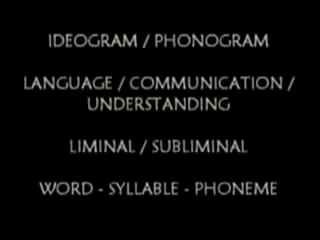 IDEOGRAM / PHONOGRAM
LANGUAGE / COMMUNICATION /
UNDERSTANDING
LIMINAL / SUBLIMINAL
WORD - SYLLABLE - PHONEME